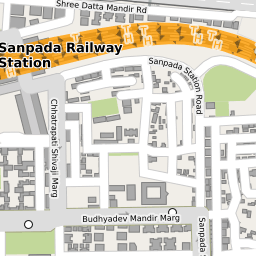 Shree Datta Mandir Rd
Sanpada Railway
Station
Sanpada Station Road
Chhatrapati Shivaji Marg
Budhyadev Mandir Marg
Sanpada S